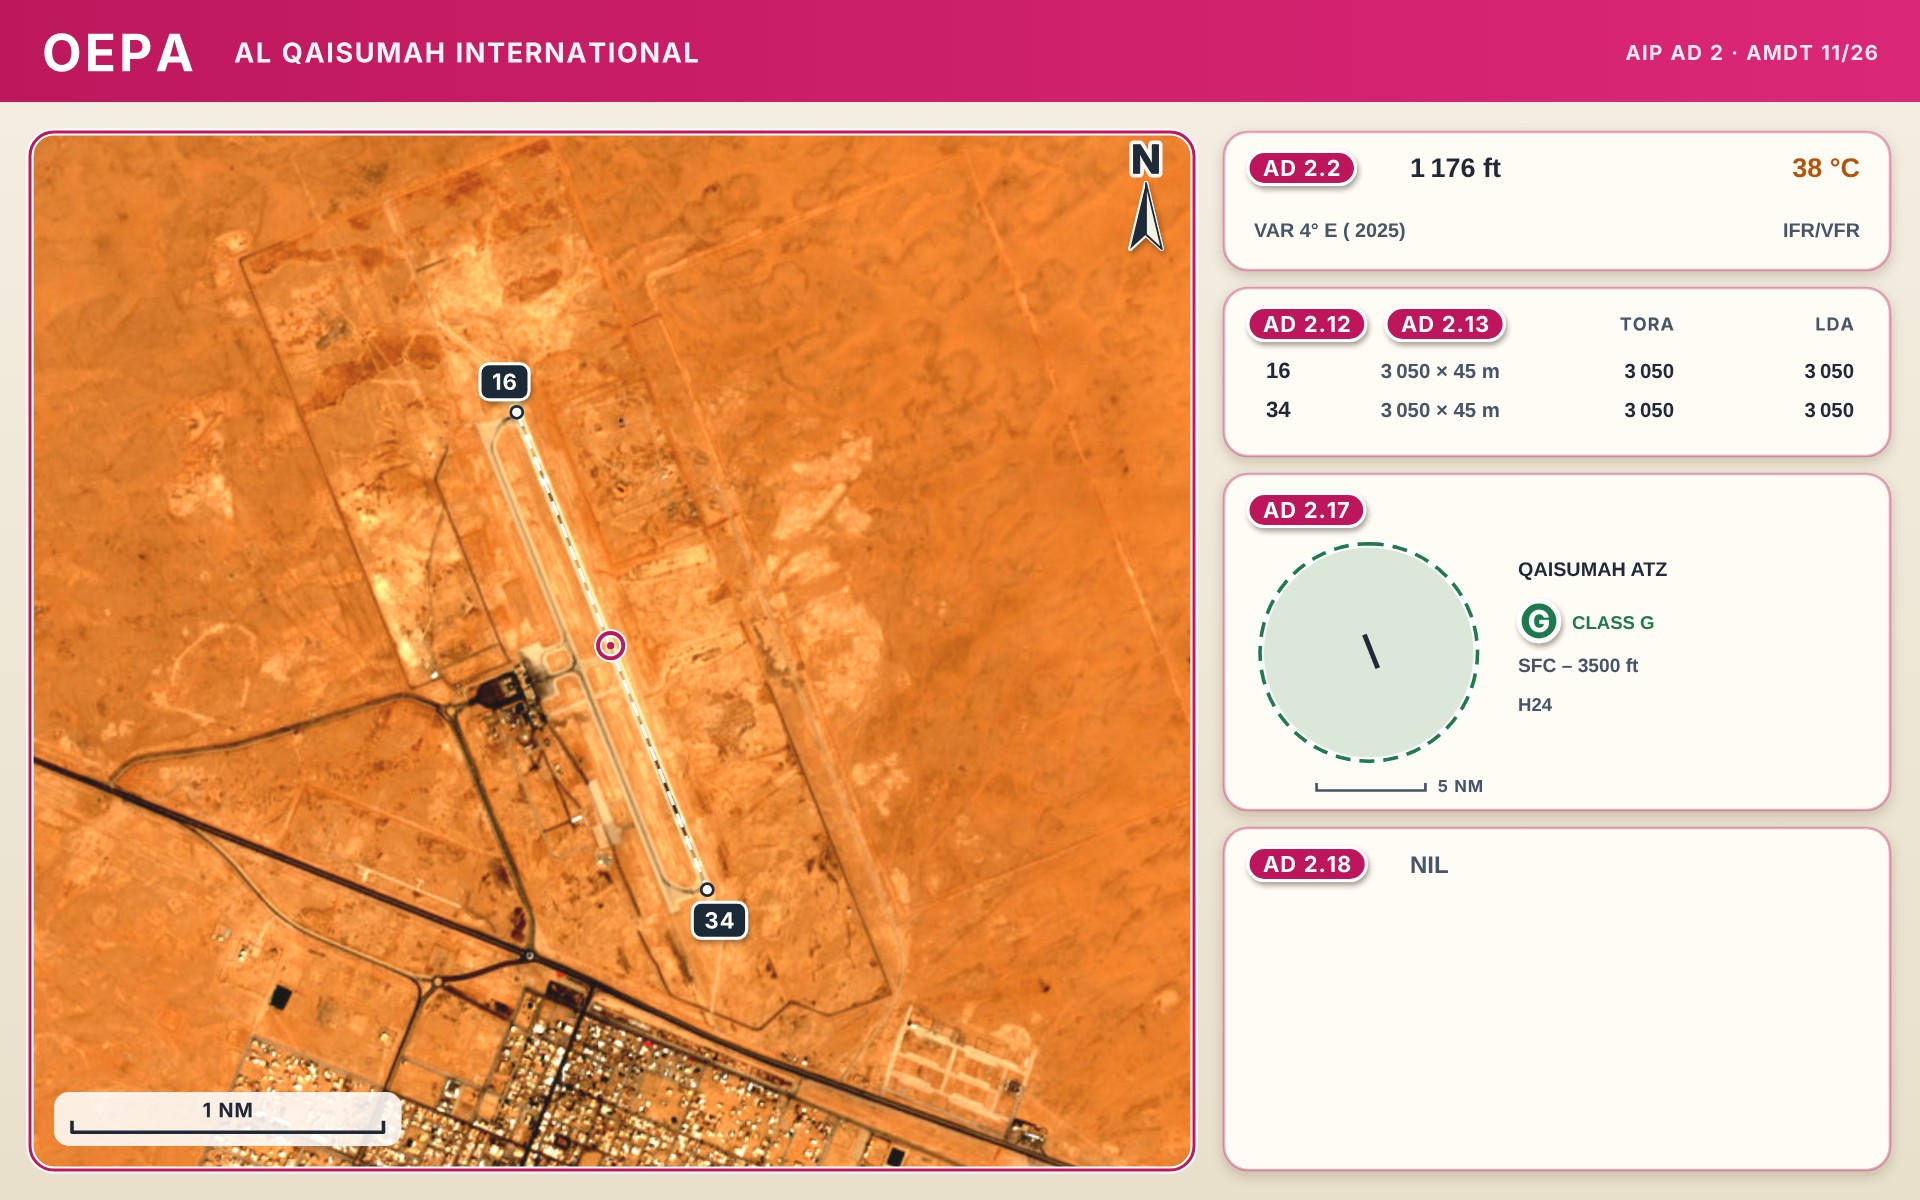 OEPA AL QAISUMAH INTERNATIONAL AIP AD 2 · AMDT 11/26
N
16
34
1 NM
AD 2.2 1 176 ft 38 °C
VAR 4° E ( 2025) IFR/VFR
AD 2.12 AD 2.13 TORA LDA
16 3 050 × 45 m 3 050 3 050
34 3 050 × 45 m 3 050 3 050
AD 2.17
QAISUMAH ATZ
G CLASS G
SFC – 3500 ft
H24
5 NM
AD 2.18 NIL